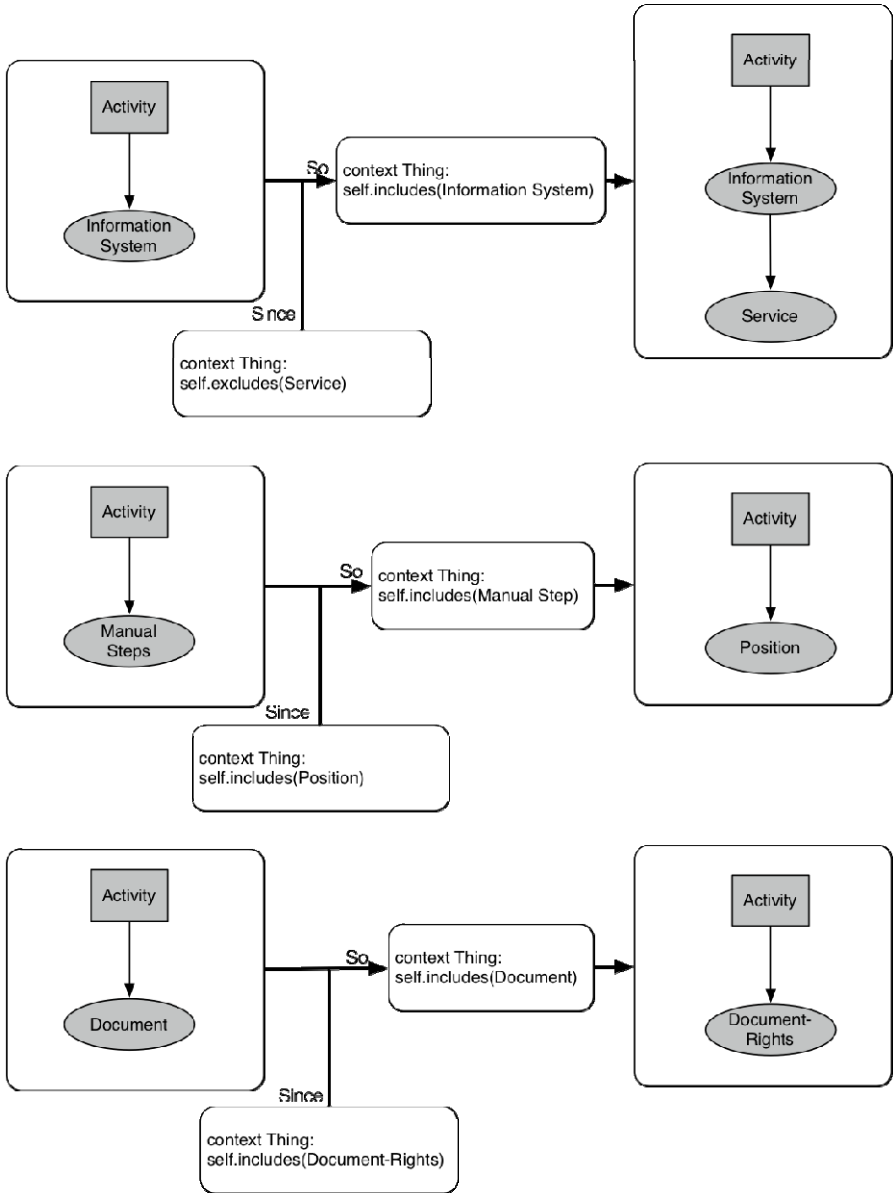 Activity
Information
System
So
context Thing:
self.includes(Information System)
Since
context Thing:
self.excludes(Service)
Activity
Information
System
Service
Activity
Manual
Steps
So
context Thing:
self.includes(Manual Step)
Since
context Thing:
self.includes(Position)
Activity
Position
Activity
Document
So
context Thing:
self.includes(Document)
Since
context Thing:
self.includes(Document-Rights)
Activity
Document-
Rights